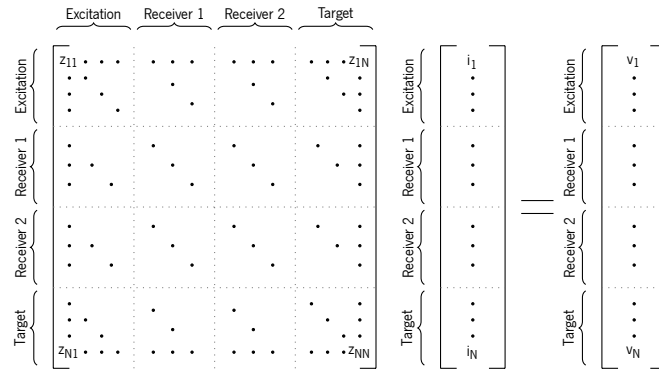 Excitation Receiver 1 Receiver 2 Target
Excitation
Receiver 1
Receiver 2
Target
z11 z1N
zN1 zNN
Excitation
Receiver 1
Receiver 2
Target
i1
iN
=
Excitation
Receiver 1
Receiver 2
Target
v1
vN